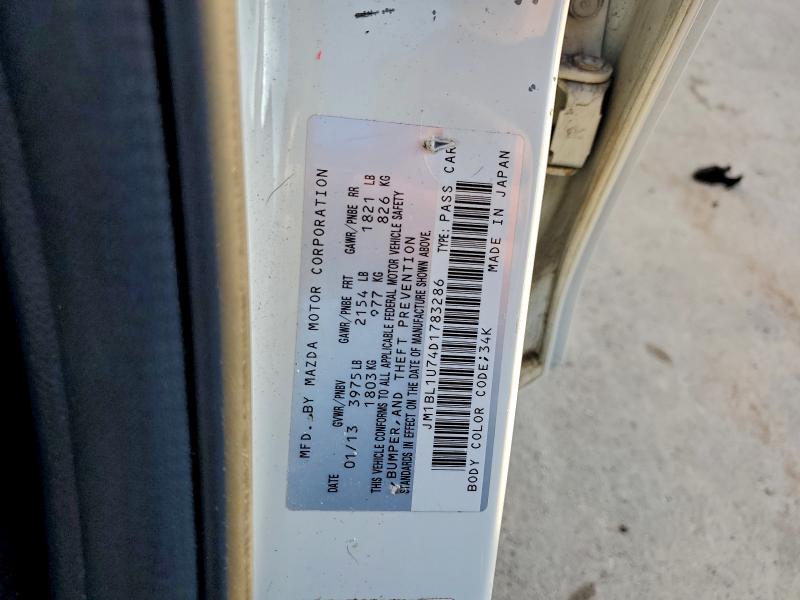 MFD. BY MAZDA MOTOR CORPORATION
DATE GVWR/PNBV GAWR/PNBE FRT GAWR/PNBE RR
01/13 3975 LB 2154 LB 1821 LB
1803 KG 977 KG 826 KG
THIS VEHICLE CONFORMS TO ALL APPLICABLE FEDERAL MOTOR VEHICLE SAFETY
BUMPER, AND THEFT PREVENTION
STANDARDS IN EFFECT ON THE DATE OF MANUFACTURE SHOWN ABOVE.
JM1BL1U74D1783286 TYPE: PASS CAR
BODY COLOR CODE;34K MADE IN JAPAN